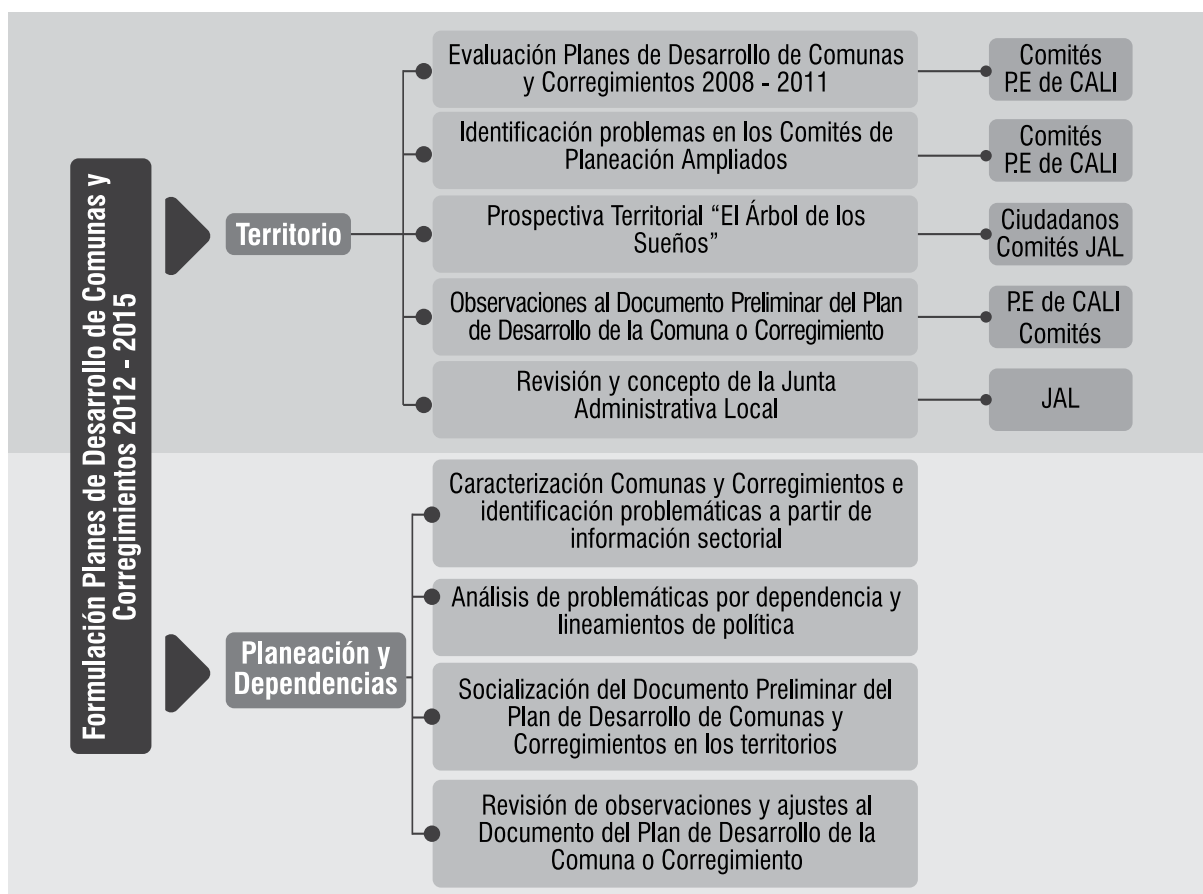 Formulación Planes de Desarrollo de Comunas y
Corregimientos 2012 - 2015
Territorio
Evaluación Planes de Desarrollo de Comunas
y Corregimientos 2008 - 2011
Comités
P.E de CALI
Identificación problemas en los Comités de
Planeación Ampliados
Comités
P.E de CALI
Prospectiva Territorial “El Árbol de los
Sueños”
Ciudadanos
Comités JAL
Observaciones al Documento Preliminar del Plan
de Desarrollo de la Comuna o Corregimiento
P.E de CALI
Comités
Revisión y concepto de la Junta
Administrativa Local
JAL
Planeación y
Dependencias
Caracterización Comunas y Corregimientos e
identificación problemáticas a partir de
información sectorial
Análisis de problemáticas por dependencia y
lineamientos de política
Socialización del Documento Preliminar del
Plan de Desarrollo de Comunas y
Corregimientos en los territorios
Revisión de observaciones y ajustes al
Documento del Plan de Desarrollo de la
Comuna o Corregimiento